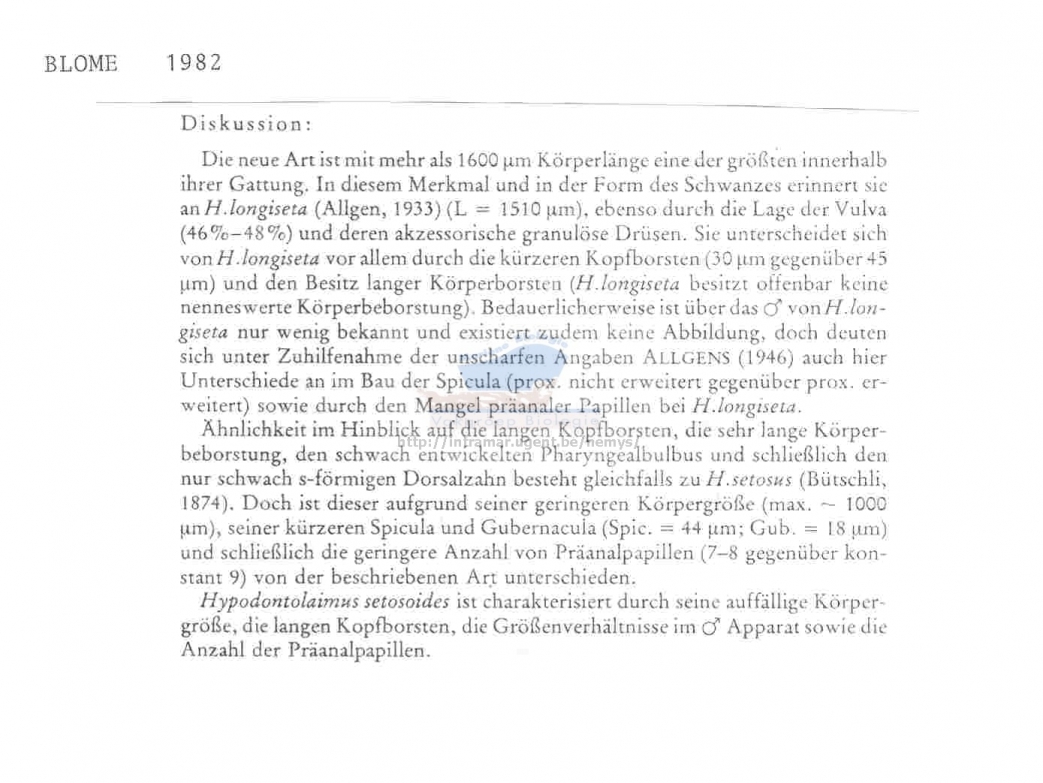 BLOME 1982
Diskussion:
Die neue Art ist mit mehr als 1600 µm Körperlänge eine der größten innerhalb
ihrer Gattung. In diesem Merkmal und in der Form des Schwanzes erinnert sie
an H.longiseta (Allgen, 1933) (L = 1510 µm), ebenso durch die Lage der Vulva
(46%–48%) und deren akzessorische granulöse Drüsen. Sie unterscheidet sich
von H.longiseta vor allem durch die kürzeren Kopfborsten (30 µm gegenüber 45
µm) und den Besitz langer Körperborsten (H.longiseta besitzt offenbar keine
nenneswerte Körperbeborstung). Bedauerlicherweise ist über das ♂ von H.lon-
giseta nur wenig bekannt und existiert zudem keine Abbildung, doch deuten
sich unter Zuhilfenahme der unscharfen Angaben ALLGENS (1946) auch hier
Unterschiede an im Bau der Spicula (prox. nicht erweitert gegenüber prox. er-
weitert) sowie durch den Mangel präanaler Papillen bei H.longiseta.
Ähnlichkeit im Hinblick auf die langen Kopfborsten, die sehr lange Körper-
http://inframar.ugent.be/nemys/
beborstung, den schwach entwickelten Pharyngealbulbus und schließlich den
nur schwach s-förmigen Dorsalzahn besteht gleichfalls zu H.setosus (Bütschli,
1874). Doch ist dieser aufgrund seiner geringeren Körpergröße (max. ~ 1000
µm), seiner kürzeren Spicula und Gubernacula (Spic. = 44 µm; Gub. = 18 µm)
und schließlich die geringere Anzahl von Präanalpapillen (7–8 gegenüber kon-
stant 9) von der beschriebenen Art unterschieden.
Hypodontolaimus setosoides ist charakterisiert durch seine auffällige Körper-
größe, die langen Kopfborsten, die Größenverhältnisse im ♂ Apparat sowie die
Anzahl der Präanalpapillen.